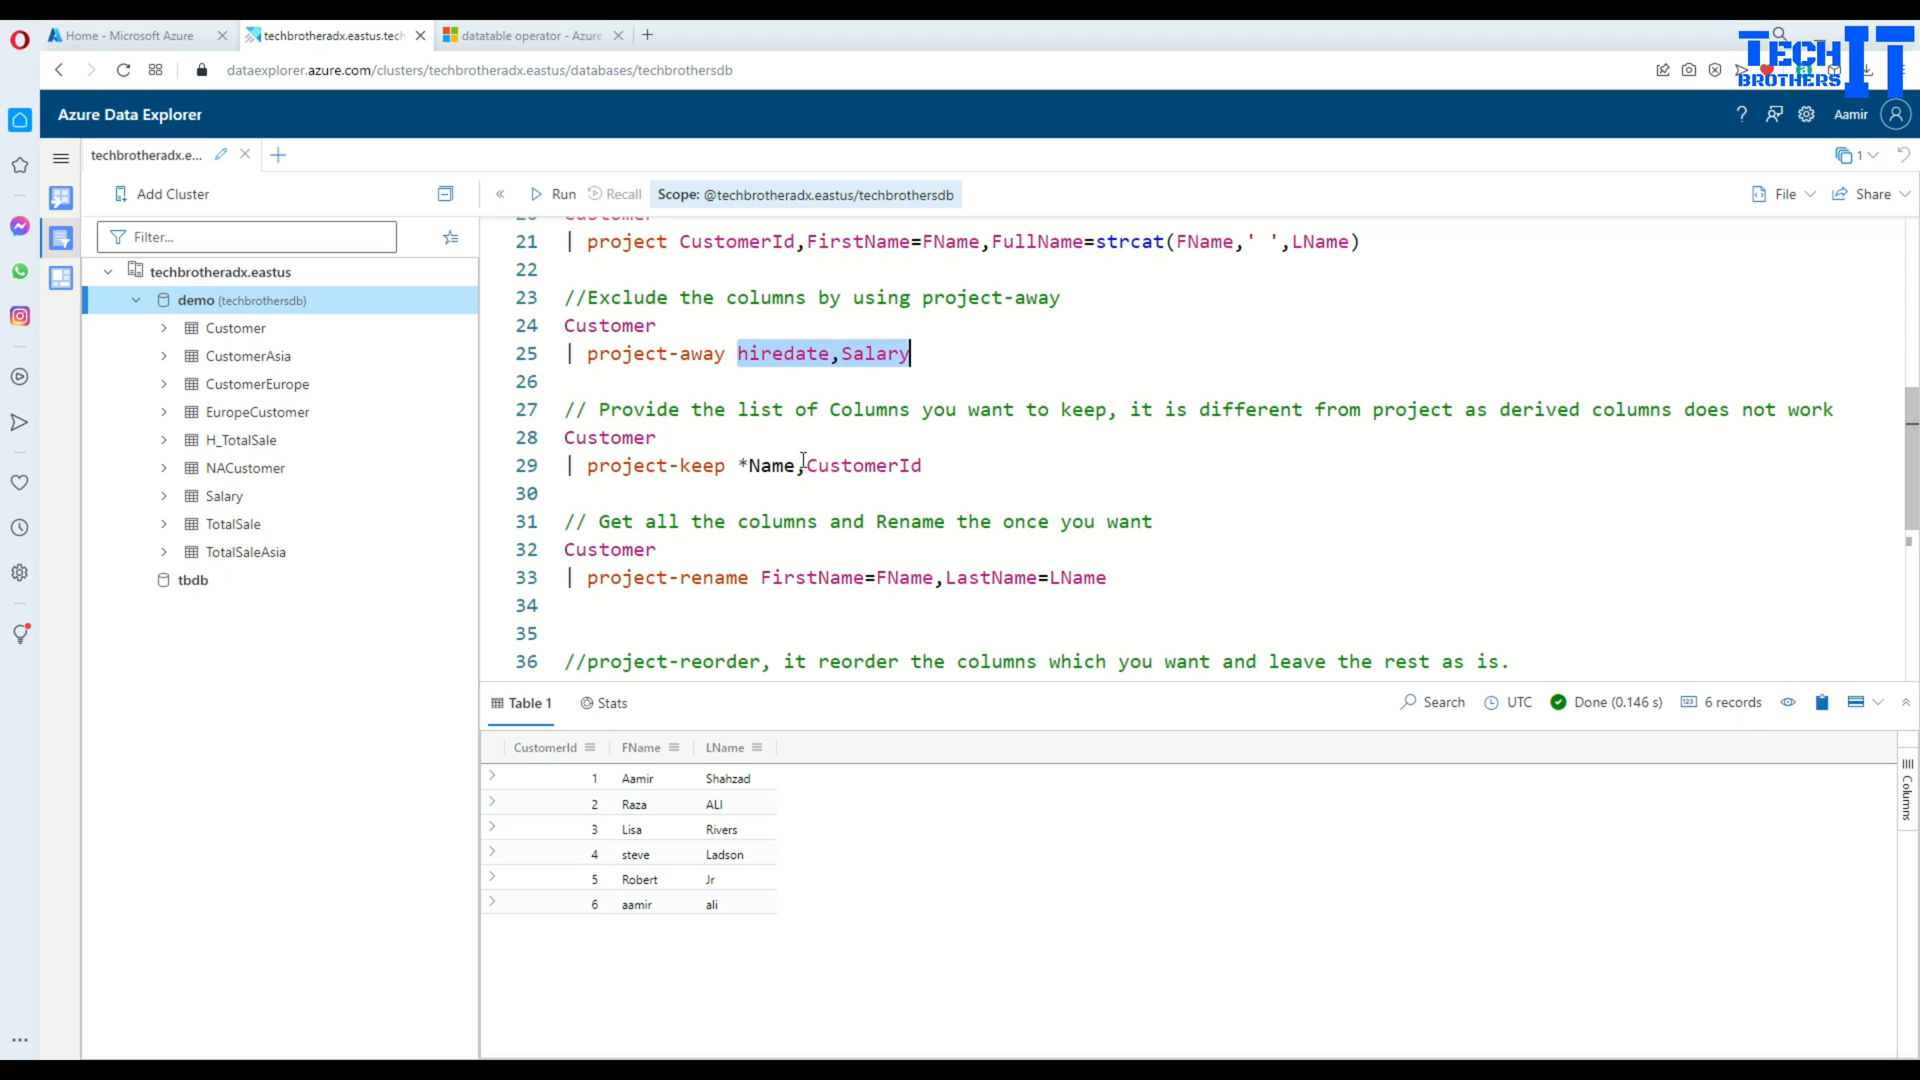 Home - Microsoft Azure
techbrotheradx.eastus.tech
datatable operator - Azure
dataexplorer.azure.com/clusters/techbrotheradx.eastus/databases/techbrothersdb
TECH
BROTHERS
IT
Azure Data Explorer
?
Aamir
techbrotheradx.e...
1
Add Cluster
Run
Recall
Scope: @techbrotheradx.eastus/techbrothersdb
File
Share
Filter...
techbrotheradx.eastus
demo (techbrothersdb)
Customer
CustomerAsia
CustomerEurope
EuropeCustomer
H_TotalSale
NACustomer
Salary
TotalSale
TotalSaleAsia
tbdb
20 Customer
21 | project CustomerId,FirstName=FName,FullName=strcat(FName,' ',LName)
22
23 //Exclude the columns by using project-away
24 Customer
25 | project-away hiredate,Salary
26
27 // Provide the list of Columns you want to keep, it is different from project as derived columns does not work
28 Customer
29 | project-keep *Name,CustomerId
30
31 // Get all the columns and Rename the once you want
32 Customer
33 | project-rename FirstName=FName,LastName=LName
34
35
36 //project-reorder, it reorder the columns which you want and leave the rest as is.
Table 1
Stats
Search
UTC
Done (0.146 s)
6 records
CustomerId FName LName
1 Aamir Shahzad
2 Raza ALI
3 Lisa Rivers
4 steve Ladson
5 Robert Jr
6 aamir ali
Columns